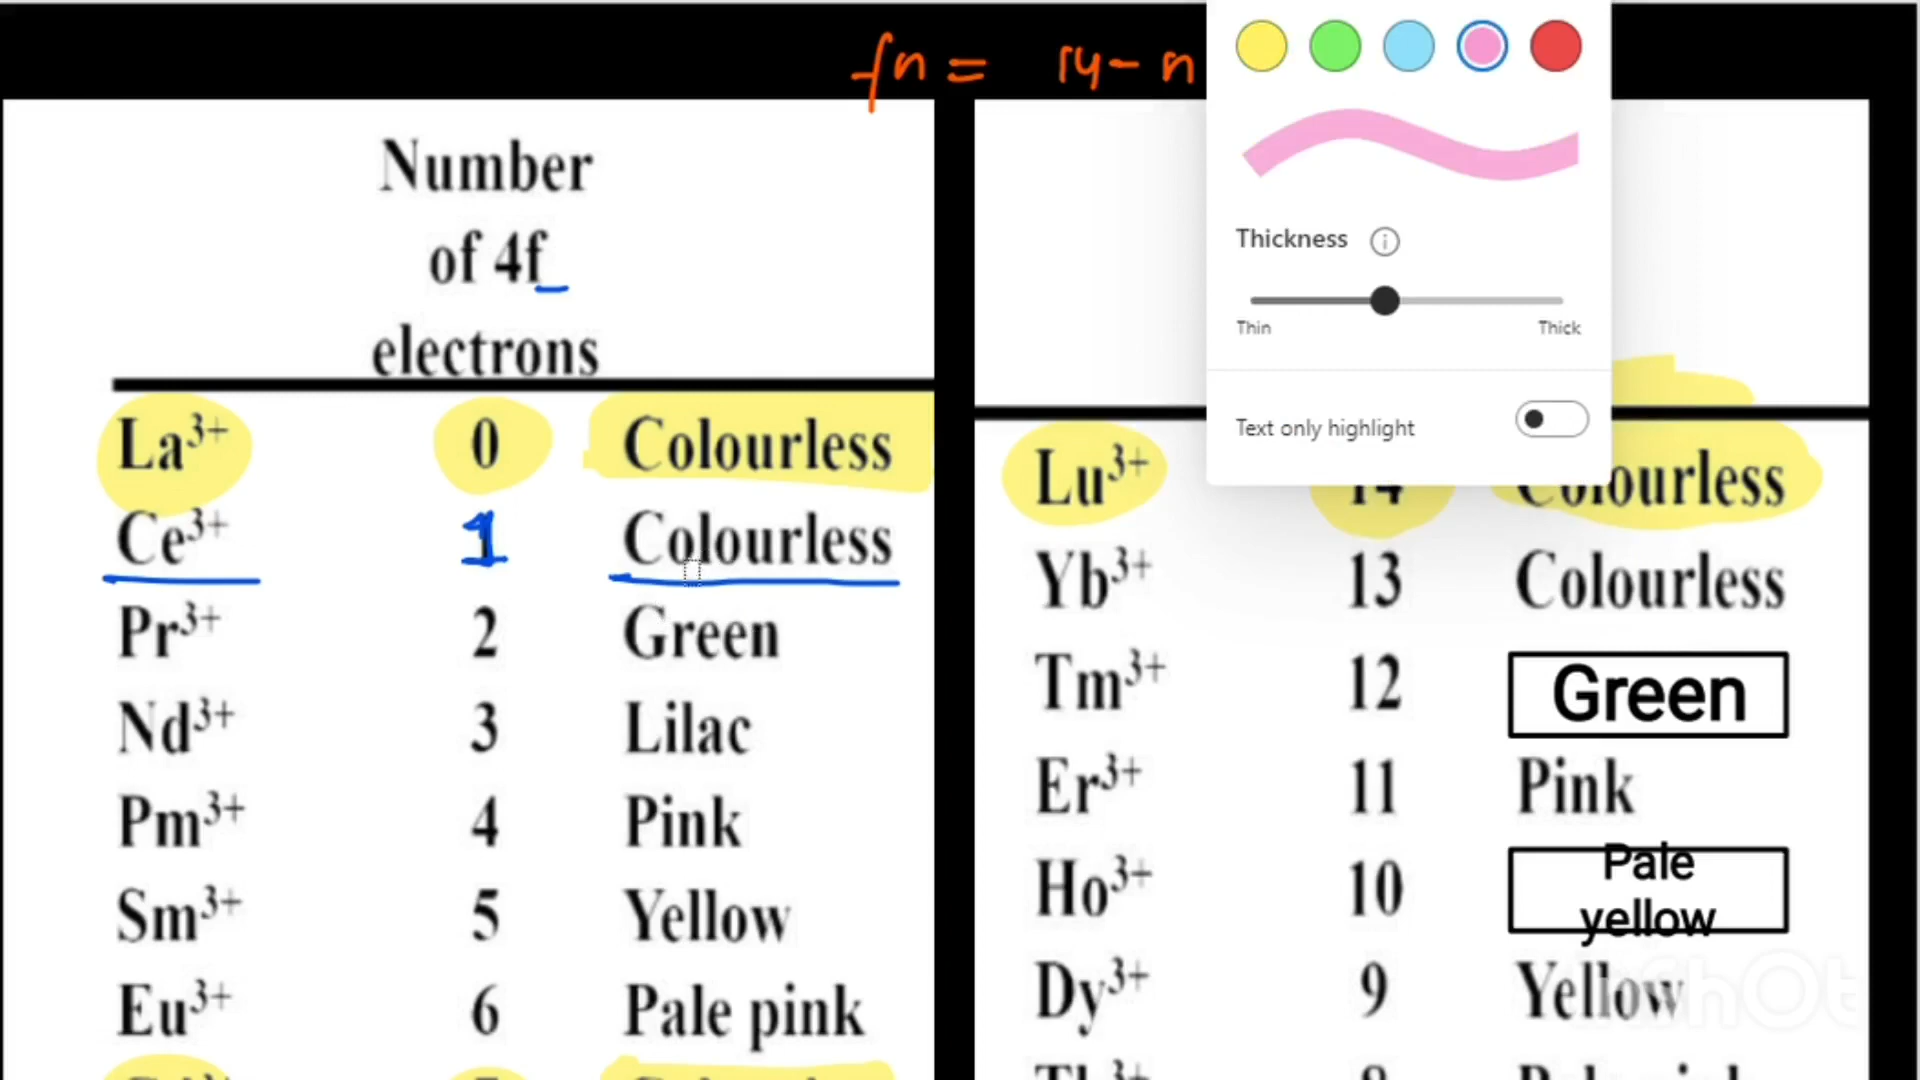 fn = 14 - n
Number
of 4f
electrons
La3+ 0 Colourless
Ce3+ 1 Colourless
Pr3+ 2 Green
Nd3+ 3 Lilac
Pm3+ 4 Pink
Sm3+ 5 Yellow
Eu3+ 6 Pale pink
Thickness
Thin Thick
Text only highlight
Lu3+ 14 Colourless
Yb3+ 13 Colourless
Tm3+ 12 Green
Er3+ 11 Pink
Ho3+ 10 Pale
yellow
Dy3+ 9 Yellow